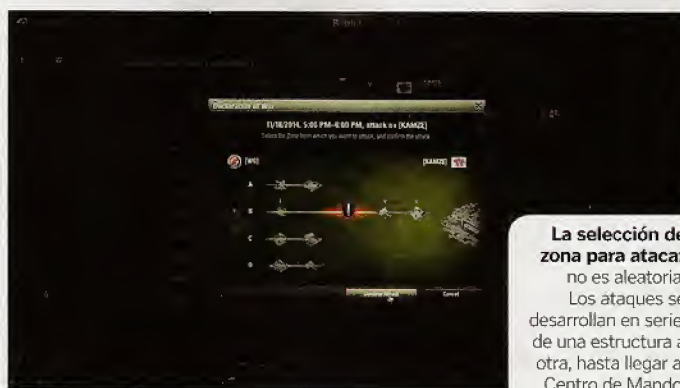 Declaration of War
11/18/2014, 5:05 PM–6:00 PM, attack on [KAMZE]
Select the Zone from which you want to attack, and confirm the attack
[KAMZE]
A
B
C
D
Cancel
La selección de
zona para atacar
no es aleatoria.
Los ataques se
desarrollan en serie,
de una estructura a
otra, hasta llegar al
Centro de Mando